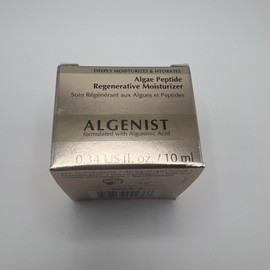 DEEPLY MOISTURIZES & HYDRATES
Algae Peptide
Regenerative Moisturizer
Soin Régénérant aux Algues et Peptides
ALGENIST
formulated with Alguronic Acid
0.34 US fl. oz. / 10 ml